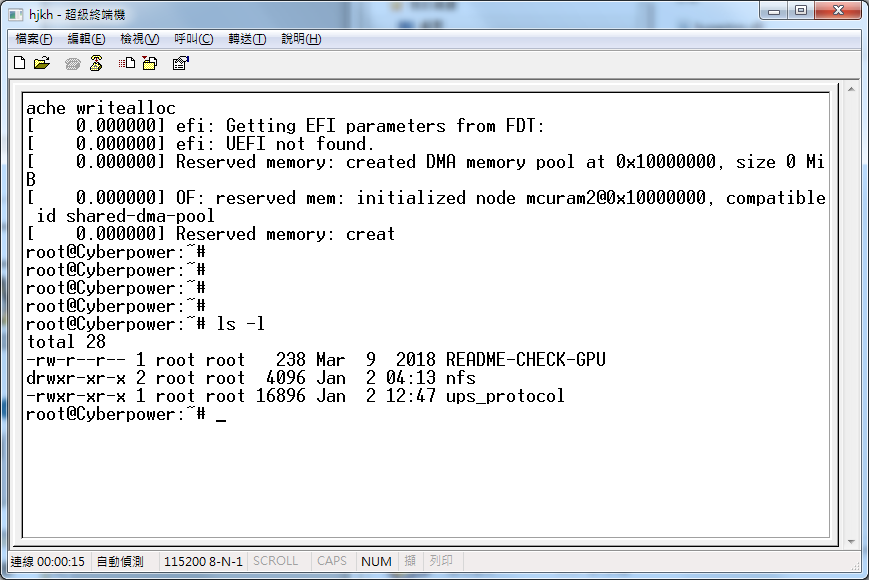 hjkh - 超級終端機
檔案(F) 編輯(E) 檢視(V) 呼叫(C) 轉送(T) 說明(H)
ache writealloc
[    0.000000] efi: Getting EFI parameters from FDT:
[    0.000000] efi: UEFI not found.
[    0.000000] Reserved memory: created DMA memory pool at 0x10000000, size 0 Mi
B
[    0.000000] OF: reserved mem: initialized node mcuram2@0x10000000, compatible
 id shared-dma-pool
[    0.000000] Reserved memory: creat
root@Cyberpower:~#
root@Cyberpower:~#
root@Cyberpower:~#
root@Cyberpower:~#
root@Cyberpower:~# ls -l
total 28
-rw-r--r-- 1 root root   238 Mar  9  2018 README-CHECK-GPU
drwxr-xr-x 2 root root  4096 Jan  2 04:13 nfs
-rwxr-xr-x 1 root root 16896 Jan  2 12:47 ups_protocol
root@Cyberpower:~# _
連線 00:00:15 自動偵測 115200 8-N-1 SCROLL CAPS NUM 擷 列印